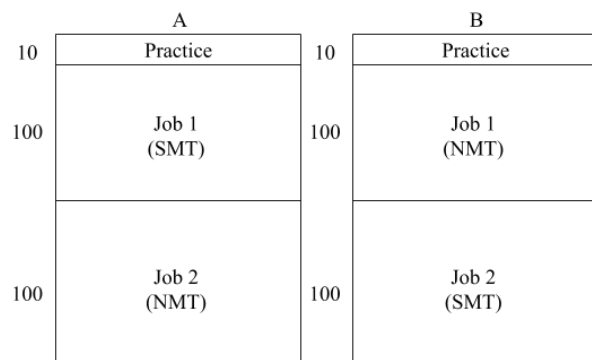 A
10
Practice
100
Job 1
(SMT)
100
Job 2
(NMT)
B
10
Practice
100
Job 1
(NMT)
100
Job 2
(SMT)